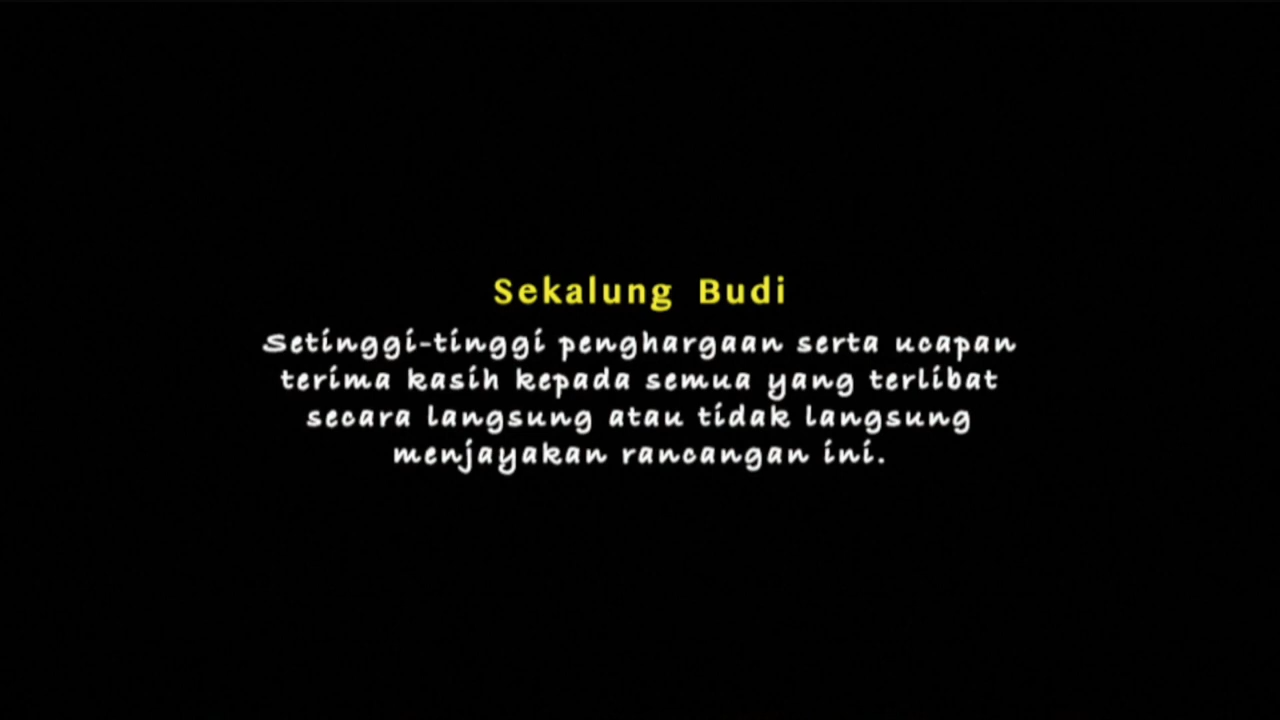 Sekalung Budi
Setinggi-tinggi penghargaan serta ucapan
terima kasih kepada semua yang terlibat
secara langsung atau tidak langsung
menjayakan rancangan ini.